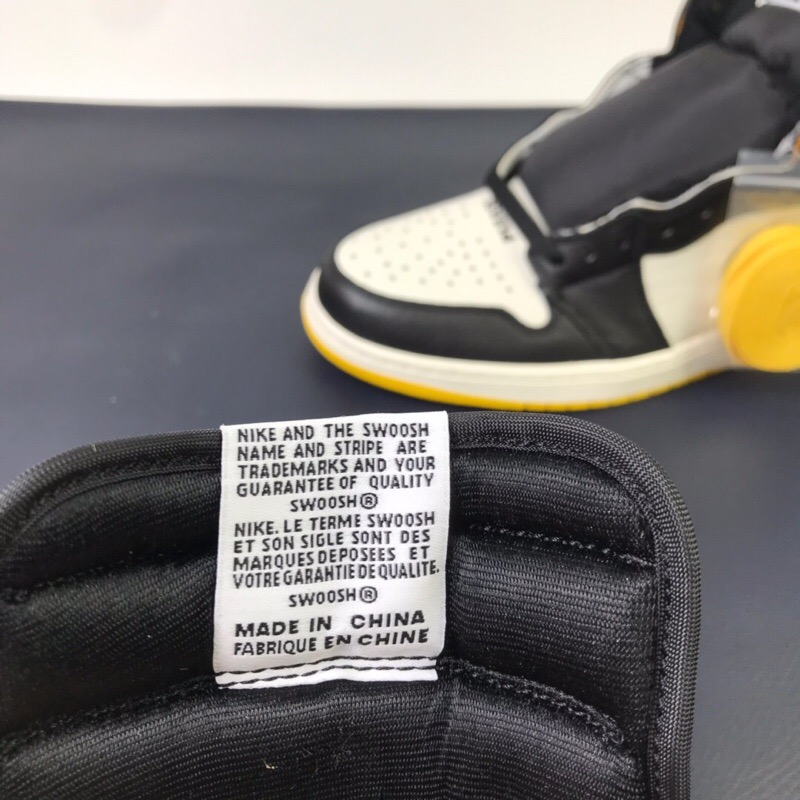 NIKE AND THE SWOOSH
NAME AND STRIPE ARE
TRADEMARKS AND YOUR
GUARANTEE OF QUALITY
SWOOSH®
NIKE. LE TERME SWOOSH
ET SON SIGLE SONT DES
MARQUES DEPOSEES ET
VOTRE GARANTIE DE QUALITE.
SWOOSH®
MADE IN CHINA
FABRIQUE EN CHINE